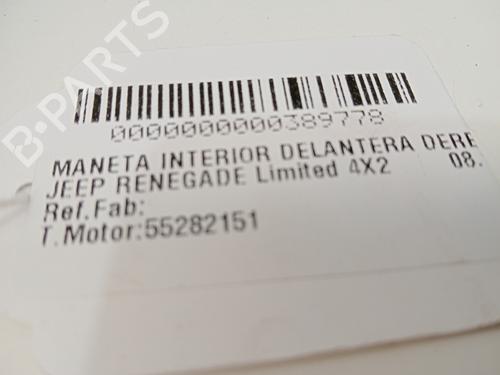 B-PARTS
0000000000389778
MANETA INTERIOR DELANTERA DERE
JEEP RENEGADE Limited 4X2 08.
Ref.Fab:
T.Motor:55282151